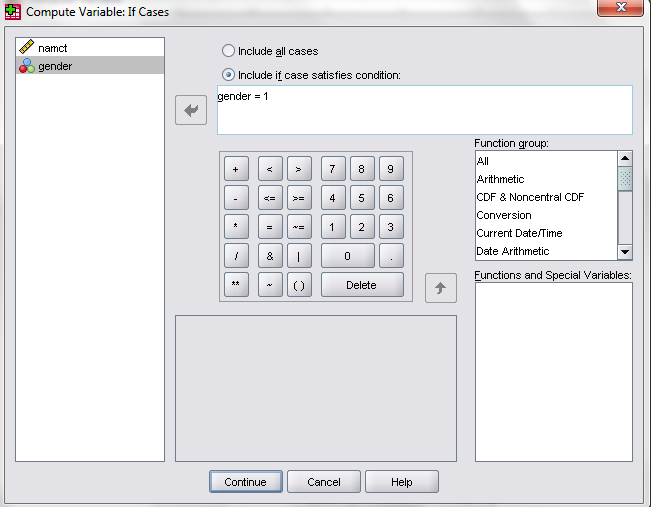 Compute Variable: If Cases
namct
gender
Include all cases
Include if case satisfies condition:
gender = 1
+ < > 7 8 9
- <= >= 4 5 6
* = ~= 1 2 3
/ & | 0 .
** ~ ( ) Delete
Function group:
All
Arithmetic
CDF & Noncentral CDF
Conversion
Current Date/Time
Date Arithmetic
Functions and Special Variables:
Continue Cancel Help